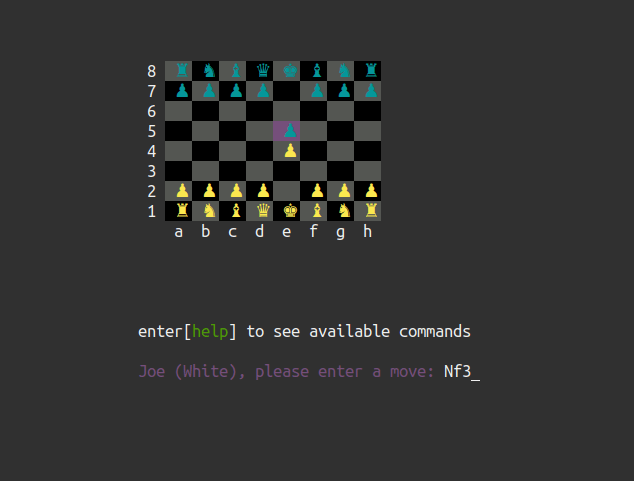 8 ♜ ♞ ♝ ♛ ♚ ♝ ♞ ♜
7 ♟ ♟ ♟ ♟ ♟ ♟ ♟
6
5 ♟
4 ♟
3
2 ♟ ♟ ♟ ♟ ♟ ♟ ♟
1 ♜ ♞ ♝ ♛ ♚ ♝ ♞ ♜
a b c d e f g h
enter[help] to see available commands
Joe (White), please enter a move: Nf3_